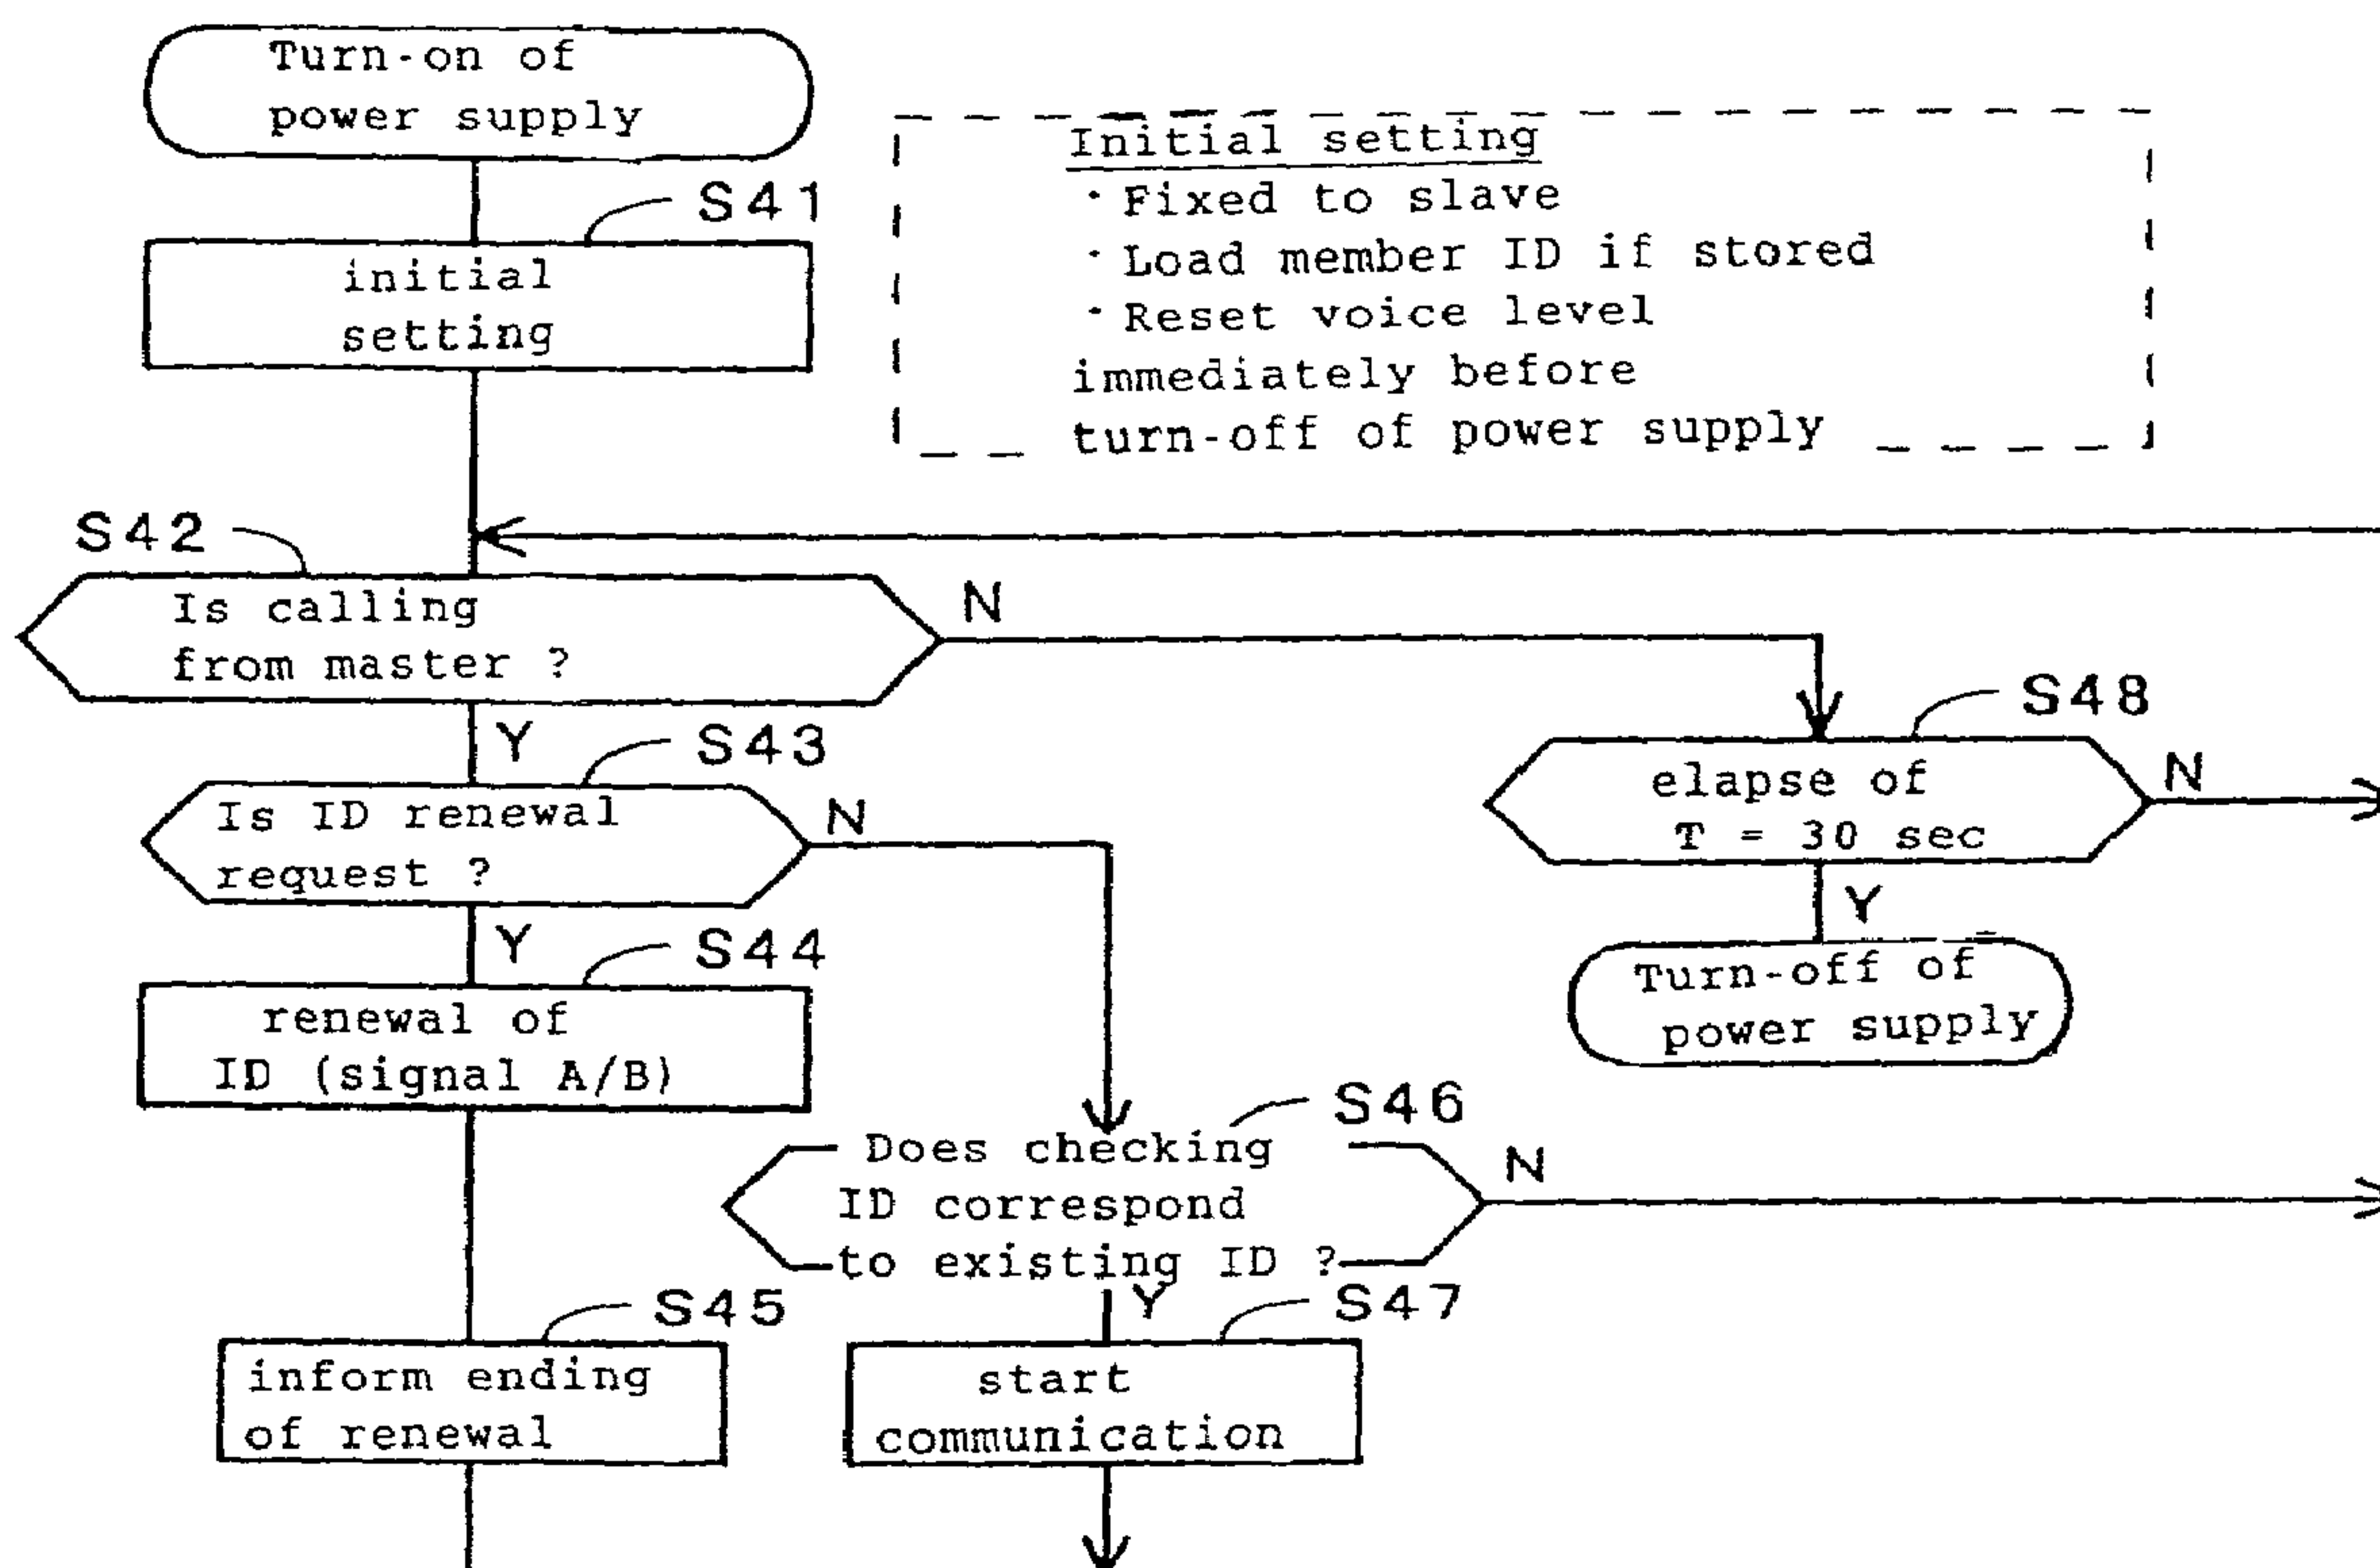 Turn-on of
power supply
S41
initial
setting
Initial setting
· Fixed to slave
· Load member ID if stored
· Reset voice level
immediately before
turn-off of power supply
S42
Is calling
from master ?
N
Y
S43
Is ID renewal
request ?
N
Y
S44
renewal of
ID (signal A/B)
S45
inform ending
of renewal
S46
Does checking
ID correspond
to existing ID ?
N
Y
S47
start
communication
S48
elapse of
T = 30 sec
N
Y
Turn-off of
power supply